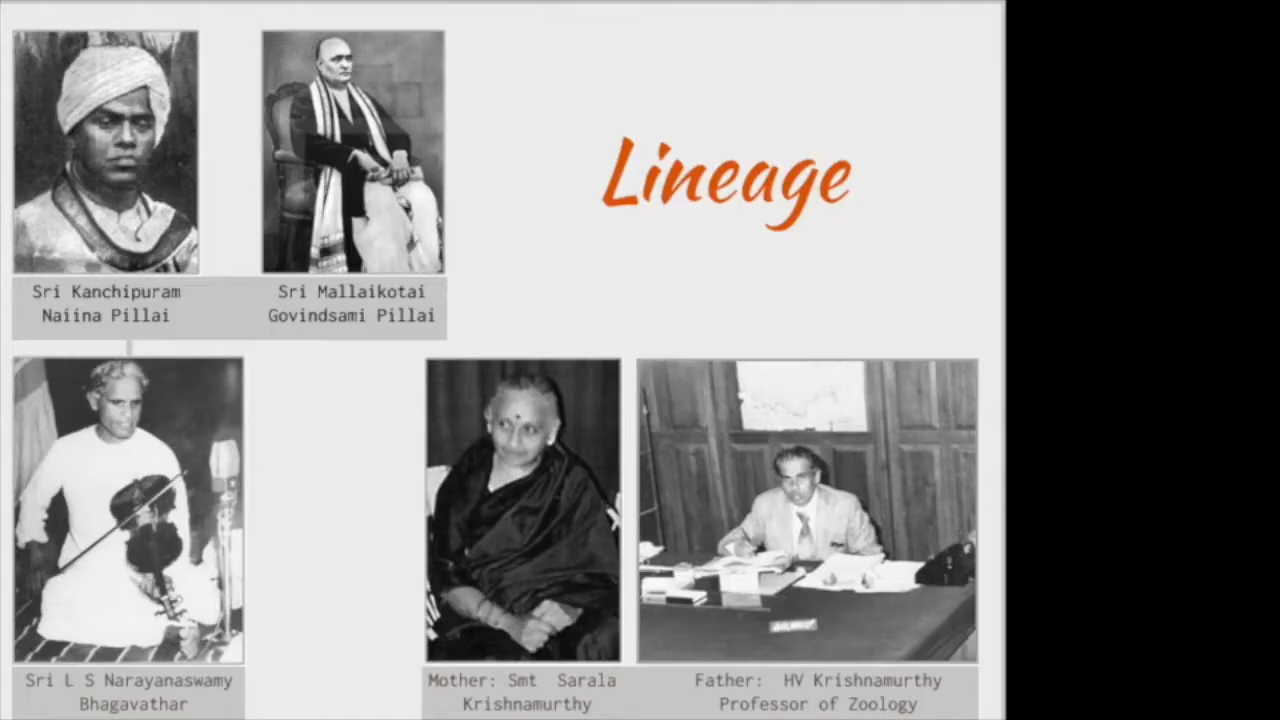 Lineage
Sri Kanchipuram
Naiina Pillai
Sri Mallaikotai
Govindsami Pillai
Sri L S Narayanaswamy
Bhagavathar
Mother: Smt Sarala
Krishnamurthy
Father: HV Krishnamurthy
Professor of Zoology